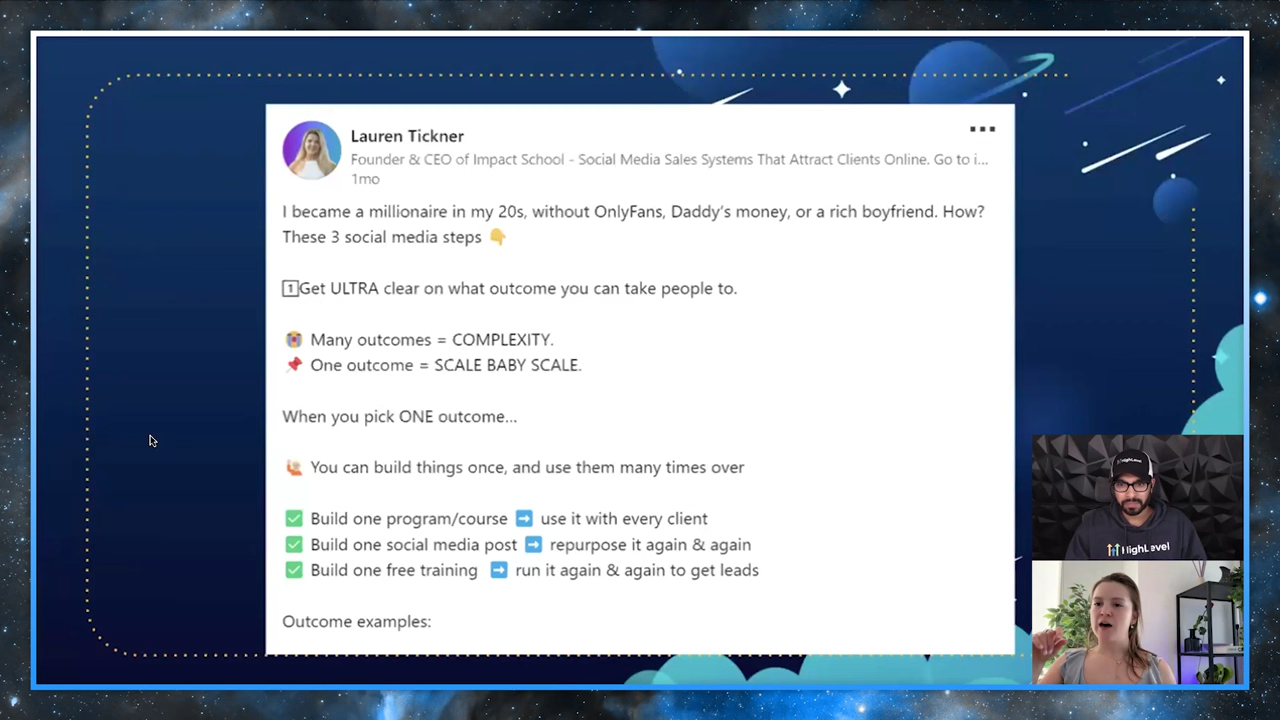 Lauren Tickner
Founder & CEO of Impact School - Social Media Sales Systems That Attract Clients Online. Go to i...
1mo
I became a millionaire in my 20s, without OnlyFans, Daddy's money, or a rich boyfriend. How?
These 3 social media steps 👇
1️⃣Get ULTRA clear on what outcome you can take people to.
😭 Many outcomes = COMPLEXITY.
📌 One outcome = SCALE BABY SCALE.
When you pick ONE outcome...
💪🏼 You can build things once, and use them many times over
✅ Build one program/course ➡️ use it with every client
✅ Build one social media post ➡️ repurpose it again & again
✅ Build one free training ➡️ run it again & again to get leads
Outcome examples:
HighLevel
HighLevel